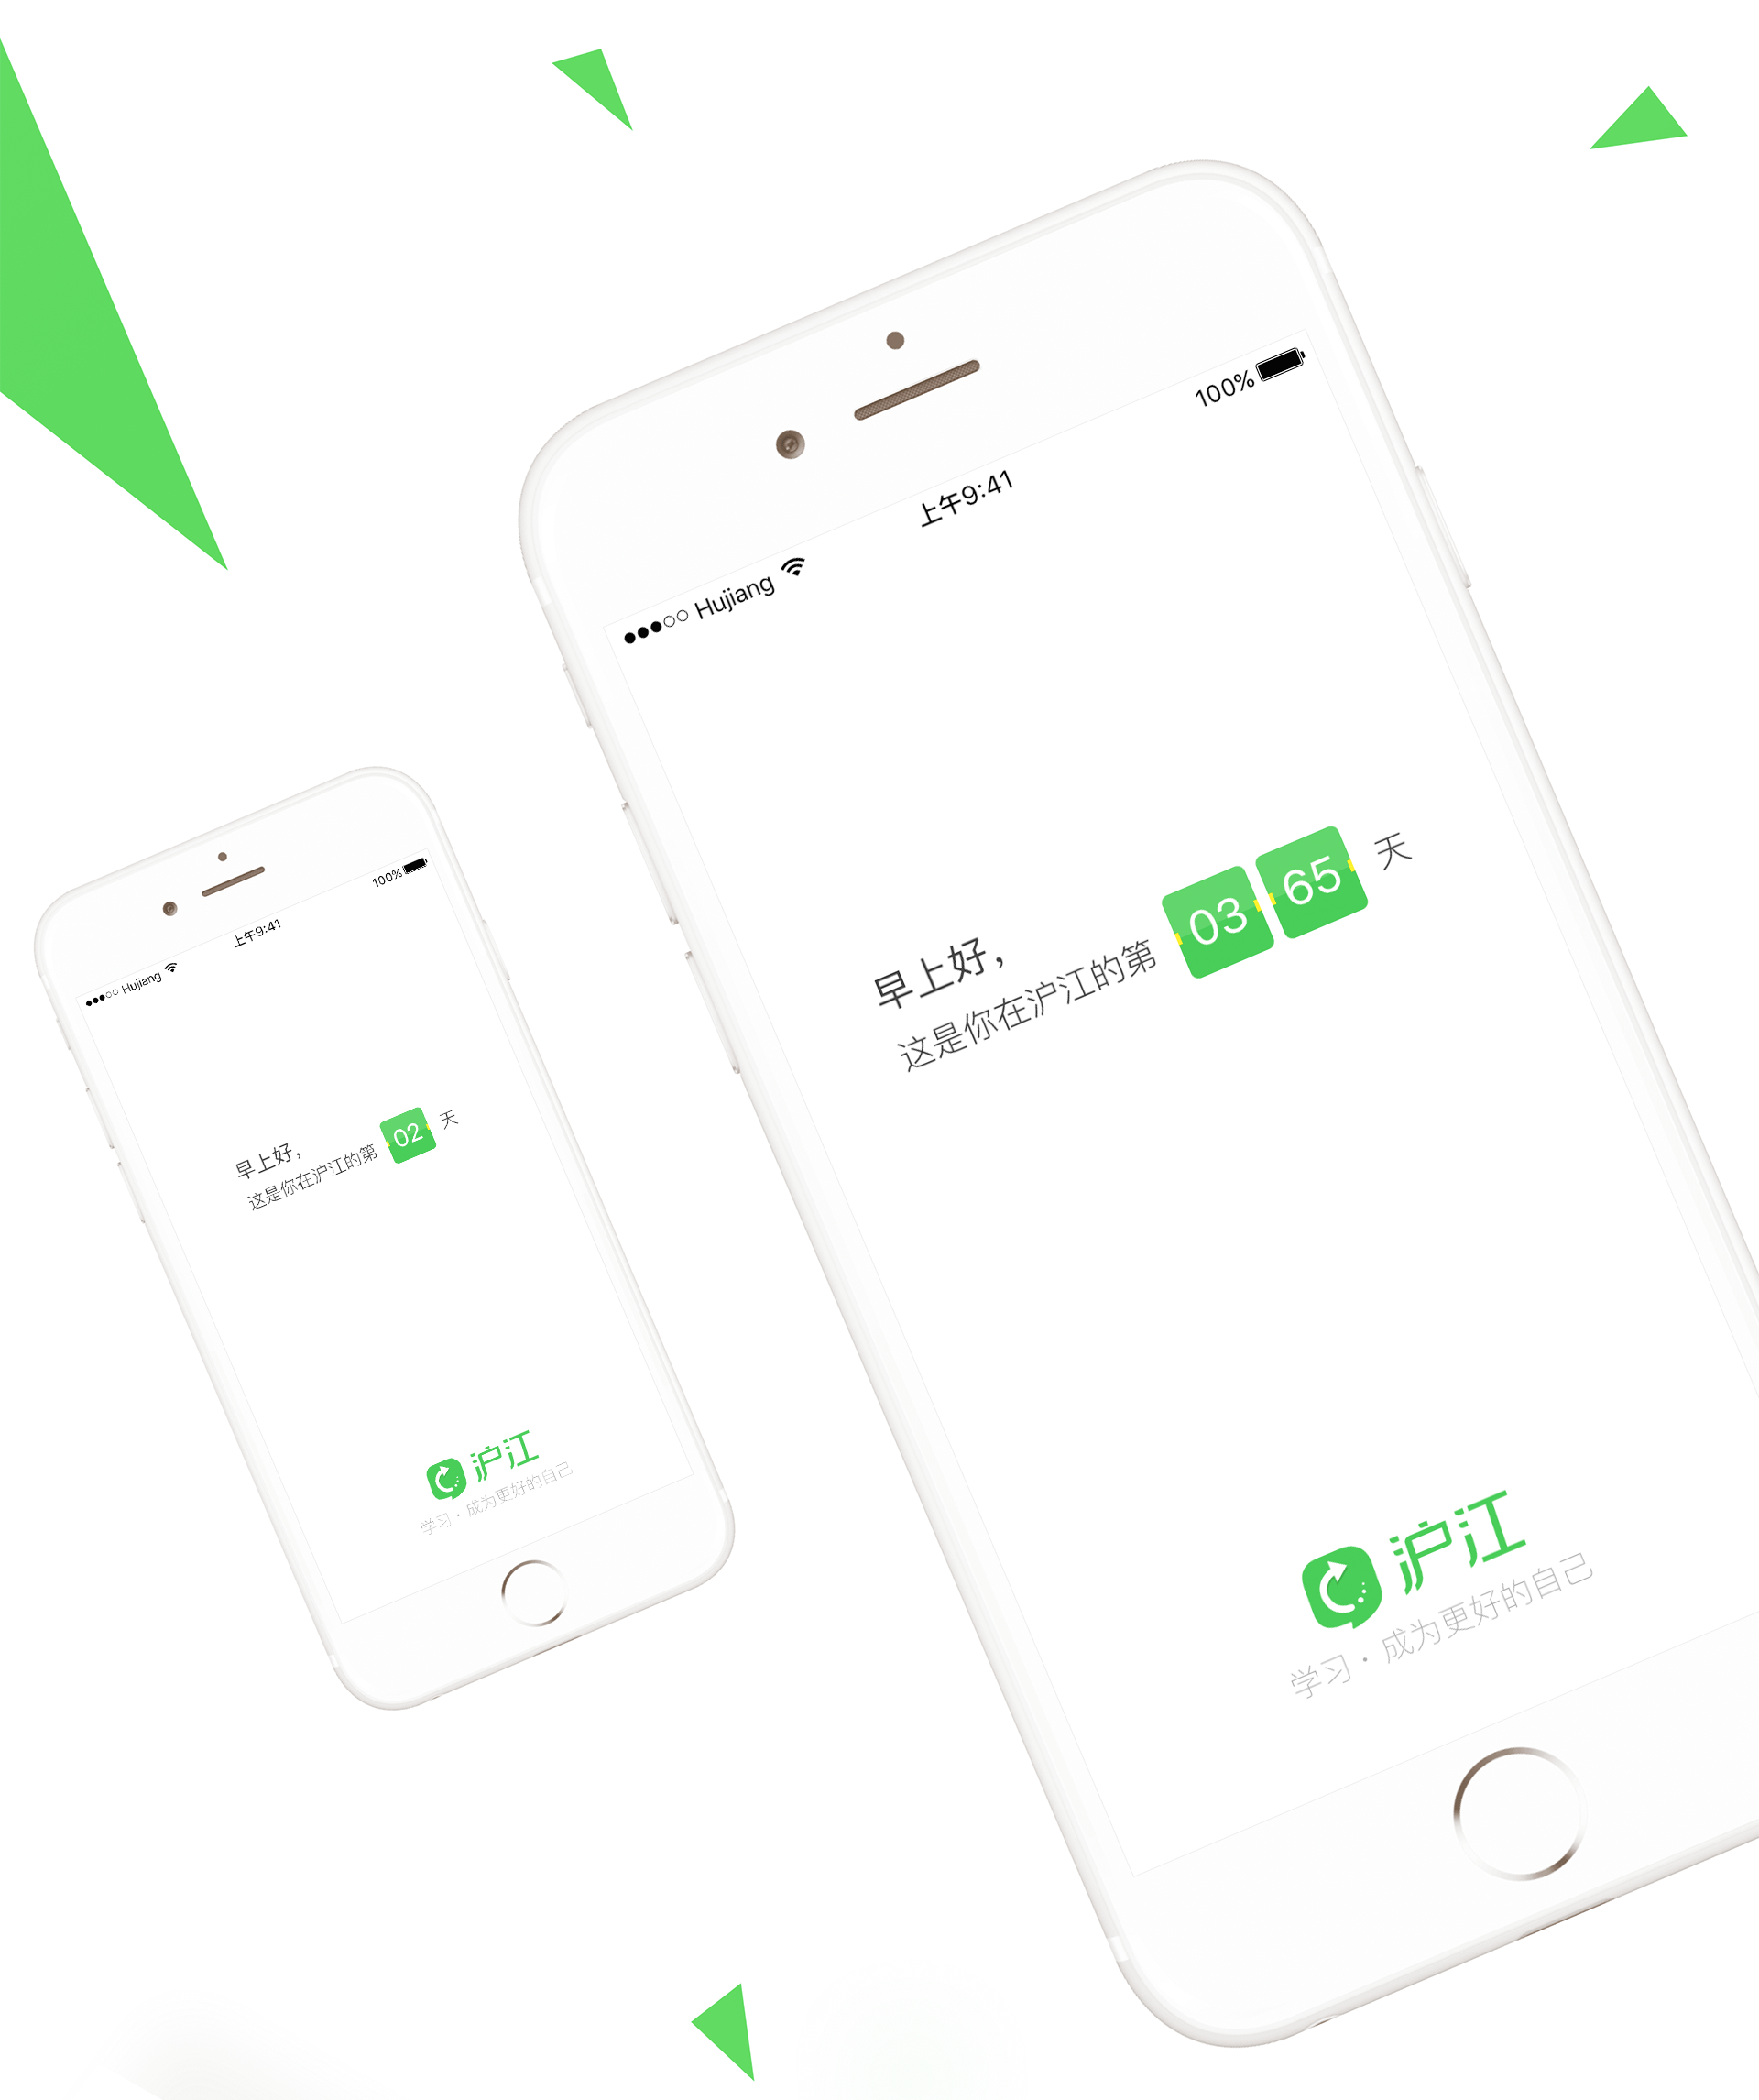 ●●●○○ Hujiang 上午9:41 100%
早上好，
这是你在沪江的第 02 天
沪江
学习·成为更好的自己
●●●○○ Hujiang 上午9:41 100%
早上好，
这是你在沪江的第 03 65 天
沪江
学习·成为更好的自己